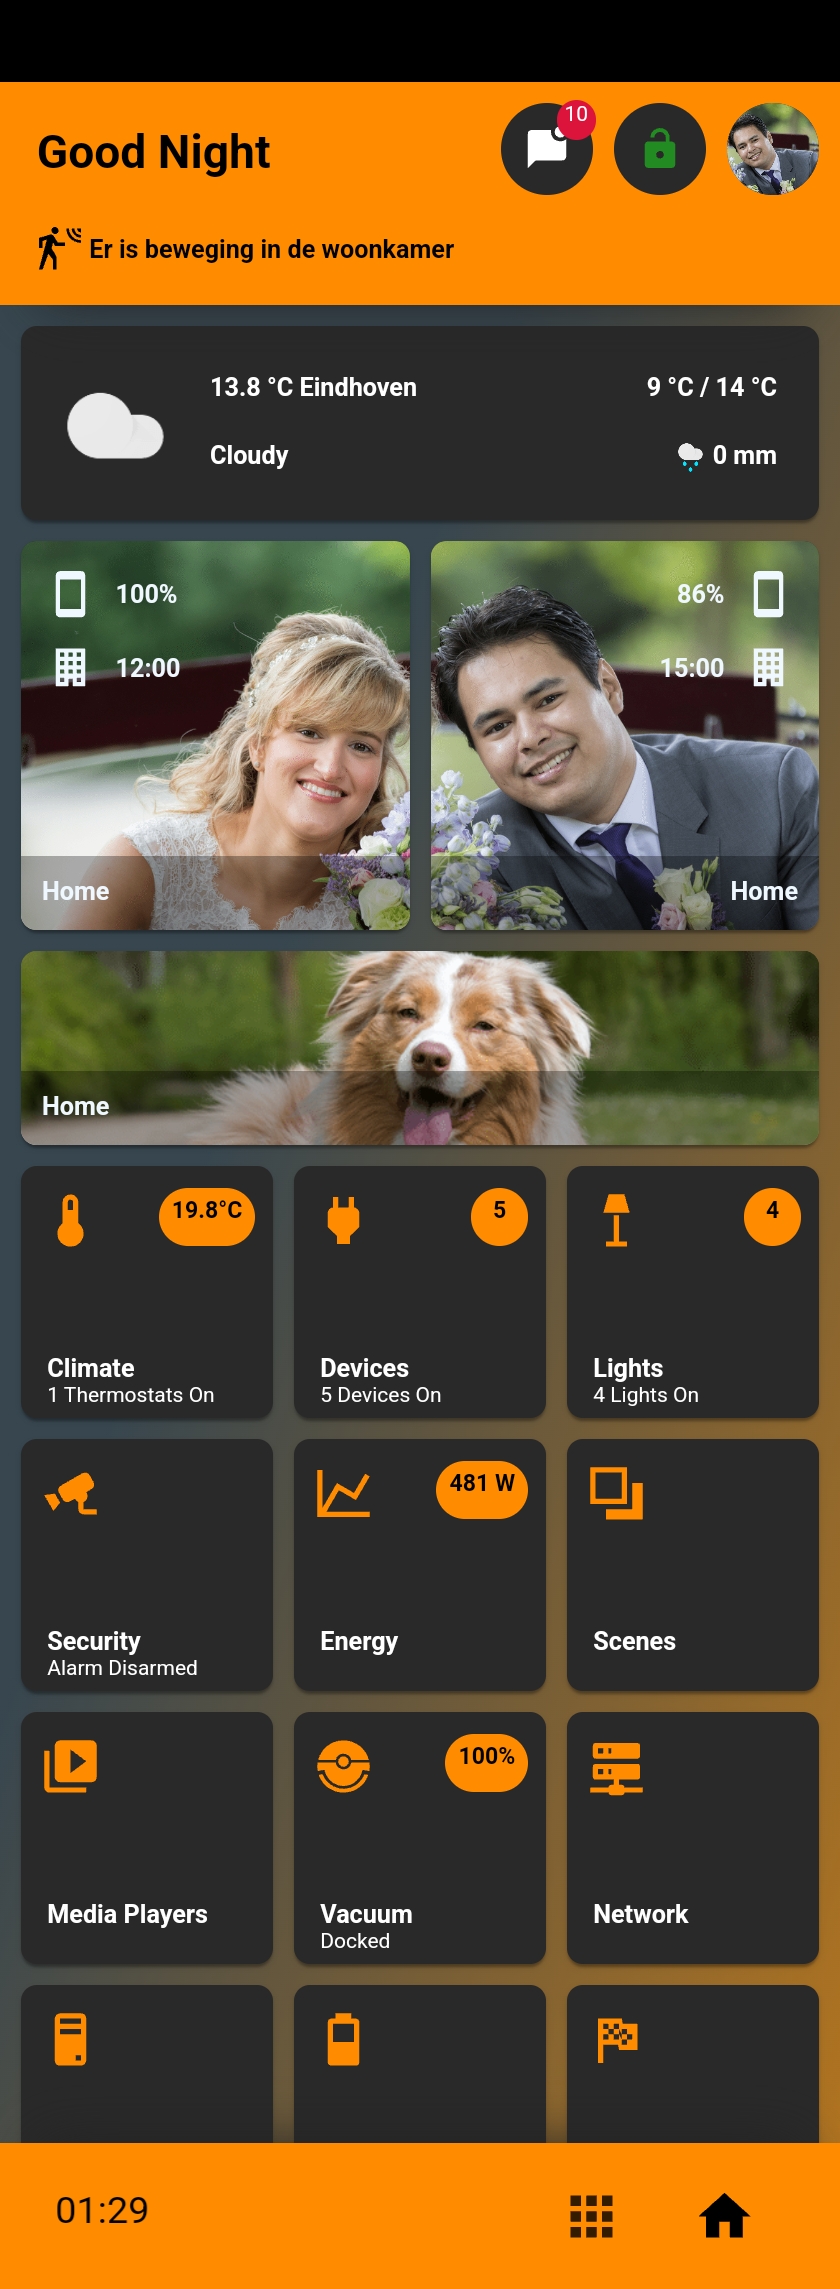 Good Night
10
Er is beweging in de woonkamer
13.8 °C Eindhoven
9 °C / 14 °C
Cloudy
0 mm
100%
12:00
Home
86%
15:00
Home
Home
19.8°C
Climate
1 Thermostats On
5
Devices
5 Devices On
4
Lights
4 Lights On
Security
Alarm Disarmed
481 W
Energy
Scenes
Media Players
100%
Vacuum
Docked
Network
01:29